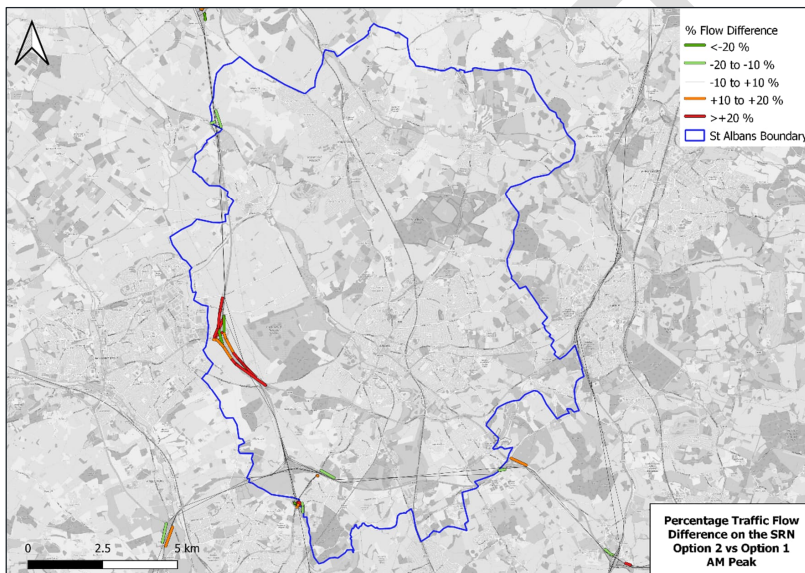 % Flow Difference
<-20 %
-20 to -10 %
-10 to +10 %
+10 to +20 %
>+20 %
St Albans Boundary
0 2.5 5 km
Percentage Traffic Flow
Difference on the SRN
Option 2 vs Option 1
AM Peak